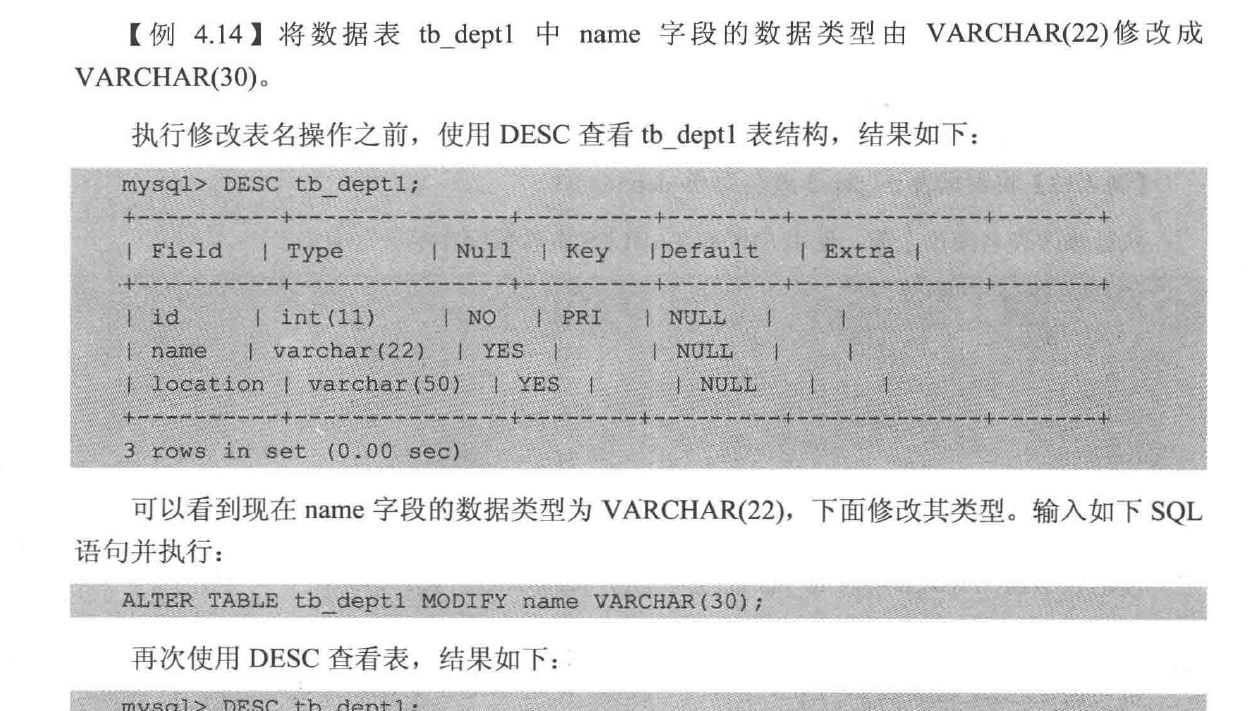 【例 4.14】将数据表 tb_dept1 中 name 字段的数据类型由 VARCHAR(22)修改成
VARCHAR(30)。
执行修改表名操作之前，使用 DESC 查看 tb_dept1 表结构，结果如下：
mysql> DESC tb_dept1;
+----------+---------------+---------+-------+-------------+-------+
| Field | Type | Null | Key |Default | Extra |
+----------+---------------+---------+-------+-------------+-------+
| id | int(11) | NO | PRI | NULL | |
| name | varchar(22) | YES | | NULL | |
| location | varchar(50) | YES | | NULL | |
+----------+---------------+--------+--------+-------------+-------+
3 rows in set (0.00 sec)
可以看到现在 name 字段的数据类型为 VARCHAR(22)，下面修改其类型。输入如下 SQL
语句并执行：
ALTER TABLE tb_dept1 MODIFY name VARCHAR(30);
再次使用 DESC 查看表，结果如下：
mysql> DESC tb_dept1;